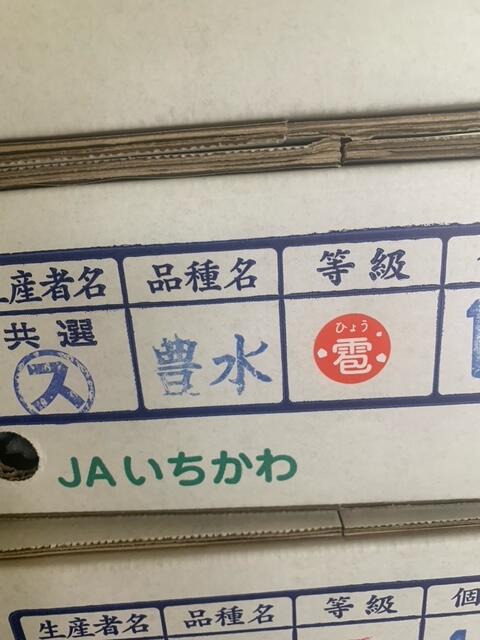 生産者名 品種名 等級
共選 豊水 ひょう
ス 雹
JAいちかわ
生産者名 品種名 等級 個